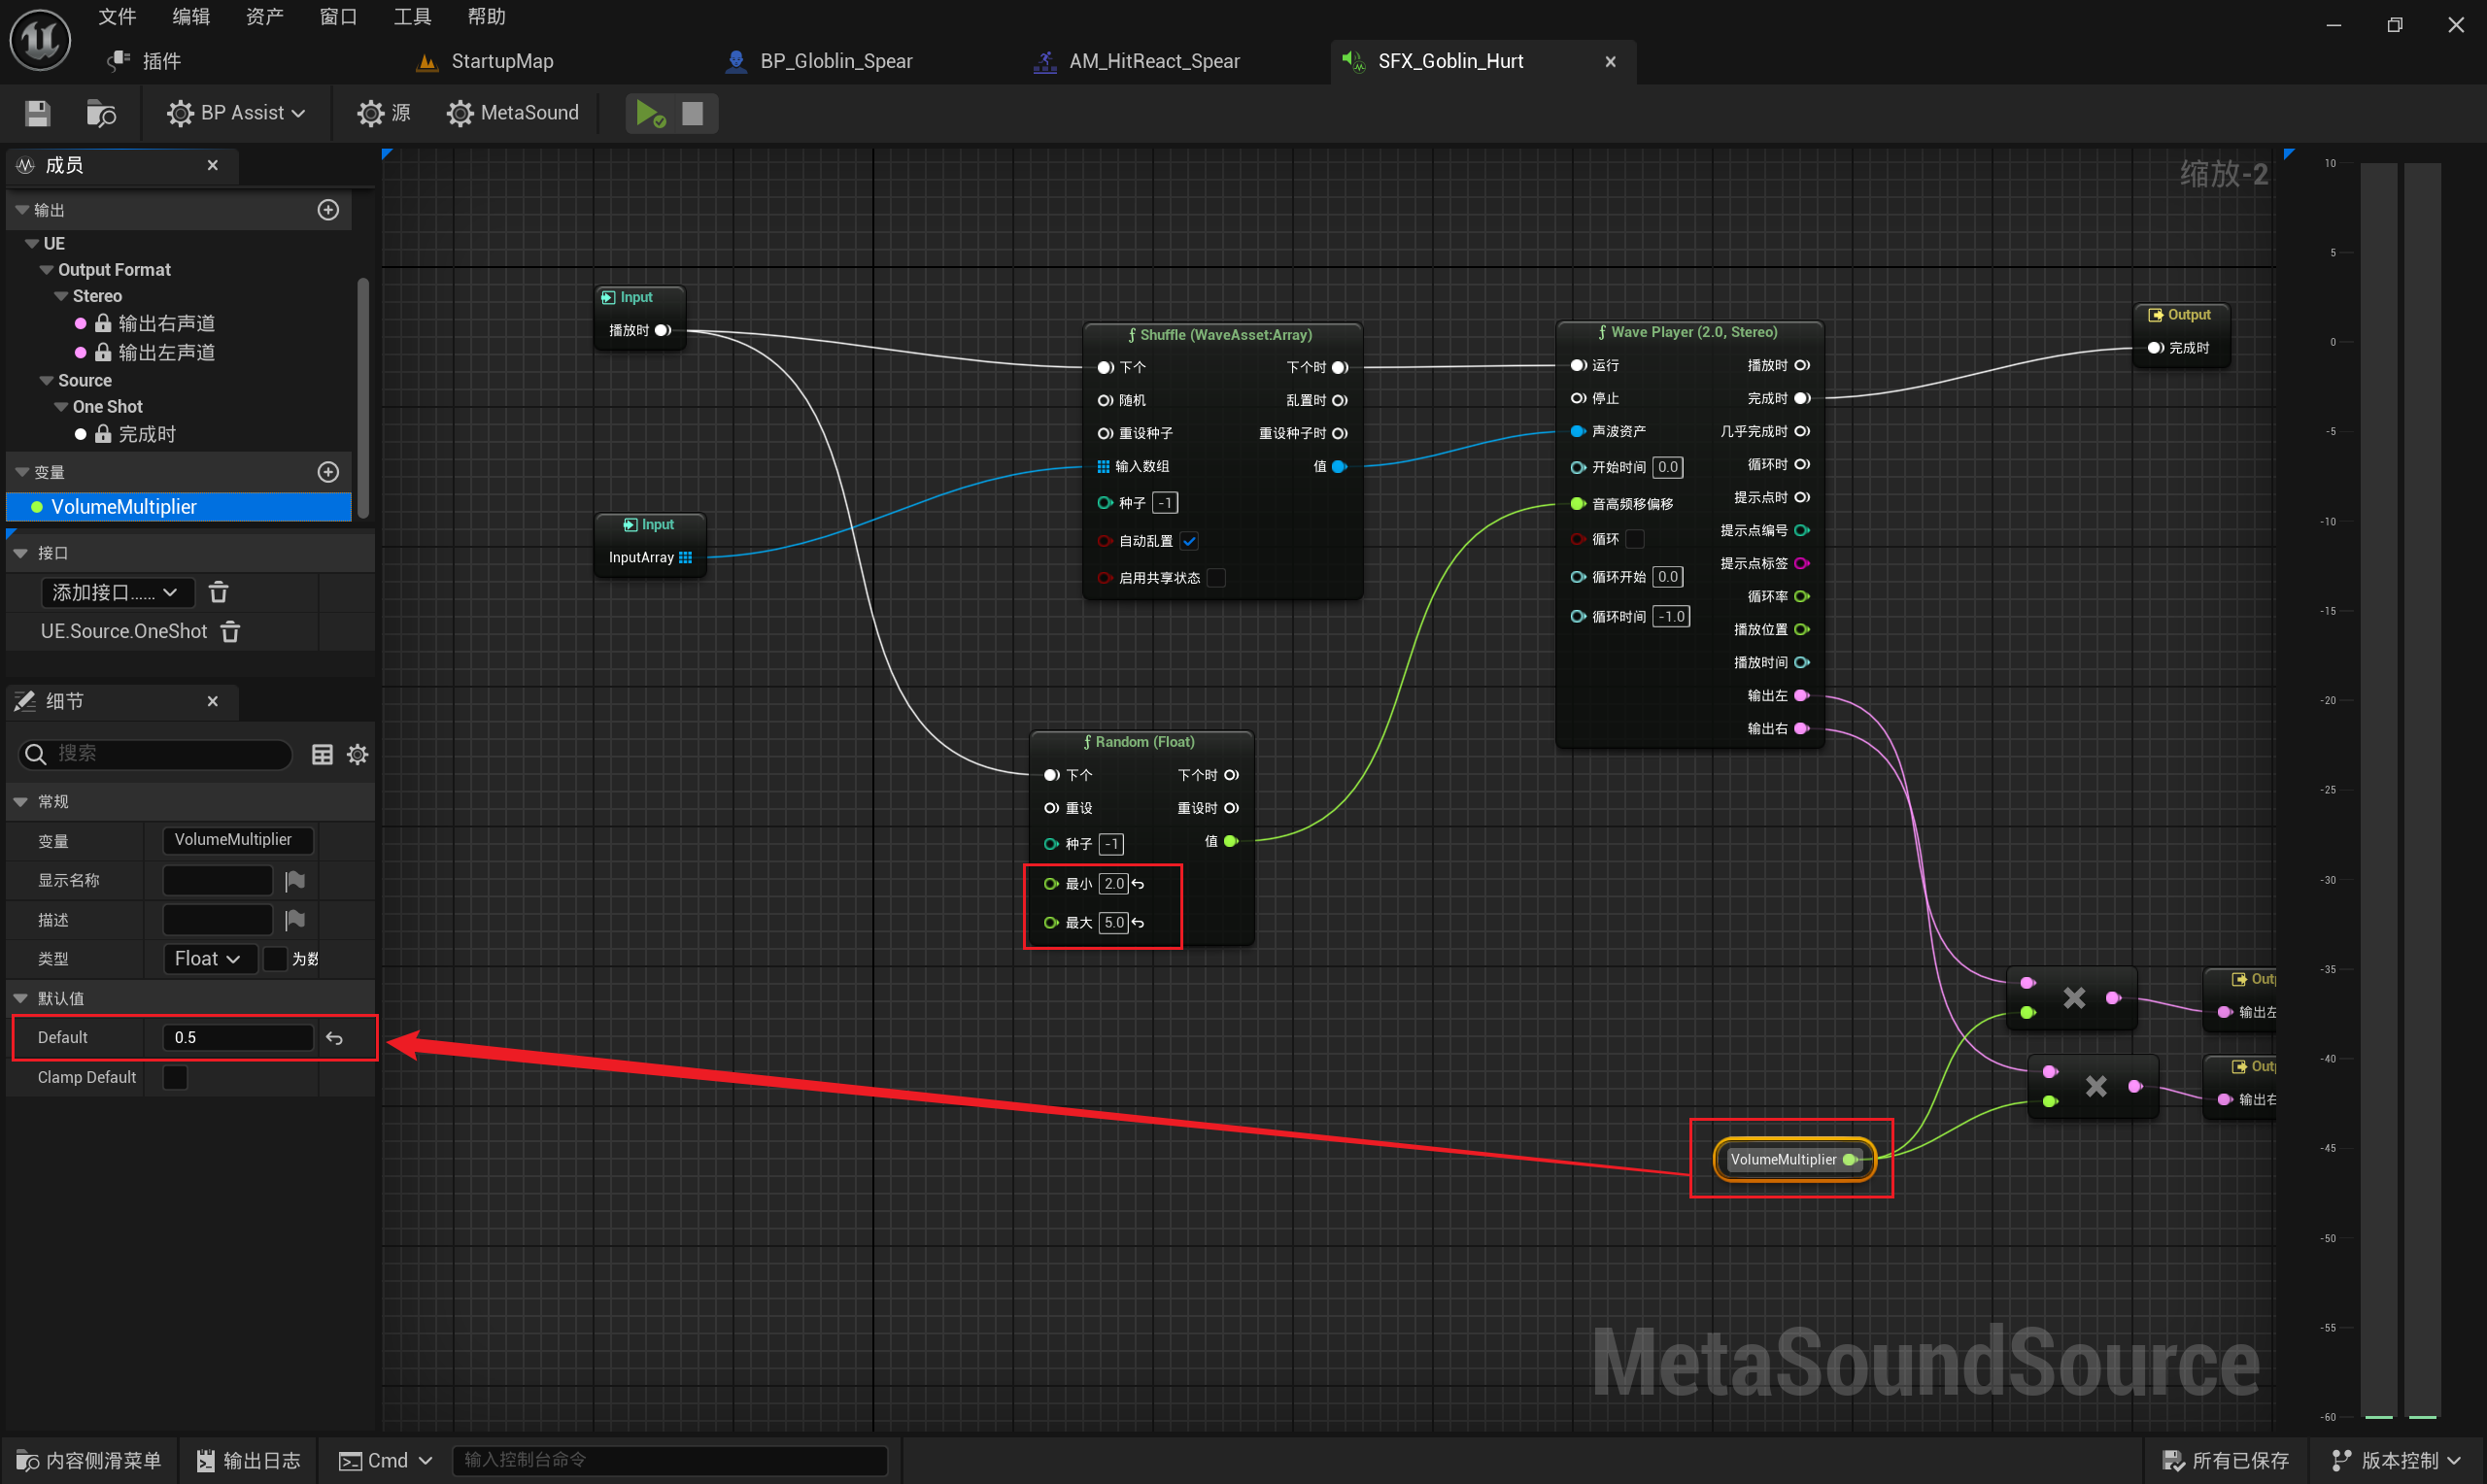 文件 编辑 资产 窗口 工具 帮助
插件 StartupMap BP_Globlin_Spear AM_HitReact_Spear SFX_Goblin_Hurt
BP Assist 源 MetaSound
成员
输出
UE
Output Format
Stereo
输出右声道
输出左声道
Source
One Shot
完成时
变量
VolumeMultiplier
接口
添加接口......
UE.Source.OneShot
细节
搜索
常规
变量 VolumeMultiplier
显示名称
描述
类型 Float 为数
默认值
Default 0.5
Clamp Default
缩放-2
Input
播放时
Input
InputArray
Shuffle (WaveAsset:Array)
下个 下个时
随机 乱置时
重设种子 重设种子时
输入数组 值
种子 -1
自动乱置
启用共享状态
Random (Float)
下个 下个时
重设 重设时
种子 -1 值
最小 2.0
最大 5.0
Wave Player (2.0, Stereo)
运行 播放时
停止 完成时
声波资产 几乎完成时
开始时间 0.0 循环时
音高频移偏移 提示点时
循环 提示点编号
循环开始 0.0 提示点标签
循环时间 -1.0 循环率
播放位置
播放时间
输出左
输出右
Output
完成时
Outp
输出左
Outp
输出右
VolumeMultiplier
MetaSoundSource
10
5
0
-5
-10
-15
-20
-25
-30
-35
-40
-45
-50
-55
-60
内容侧滑菜单 输出日志 Cmd 输入控制台命令 所有已保存 版本控制